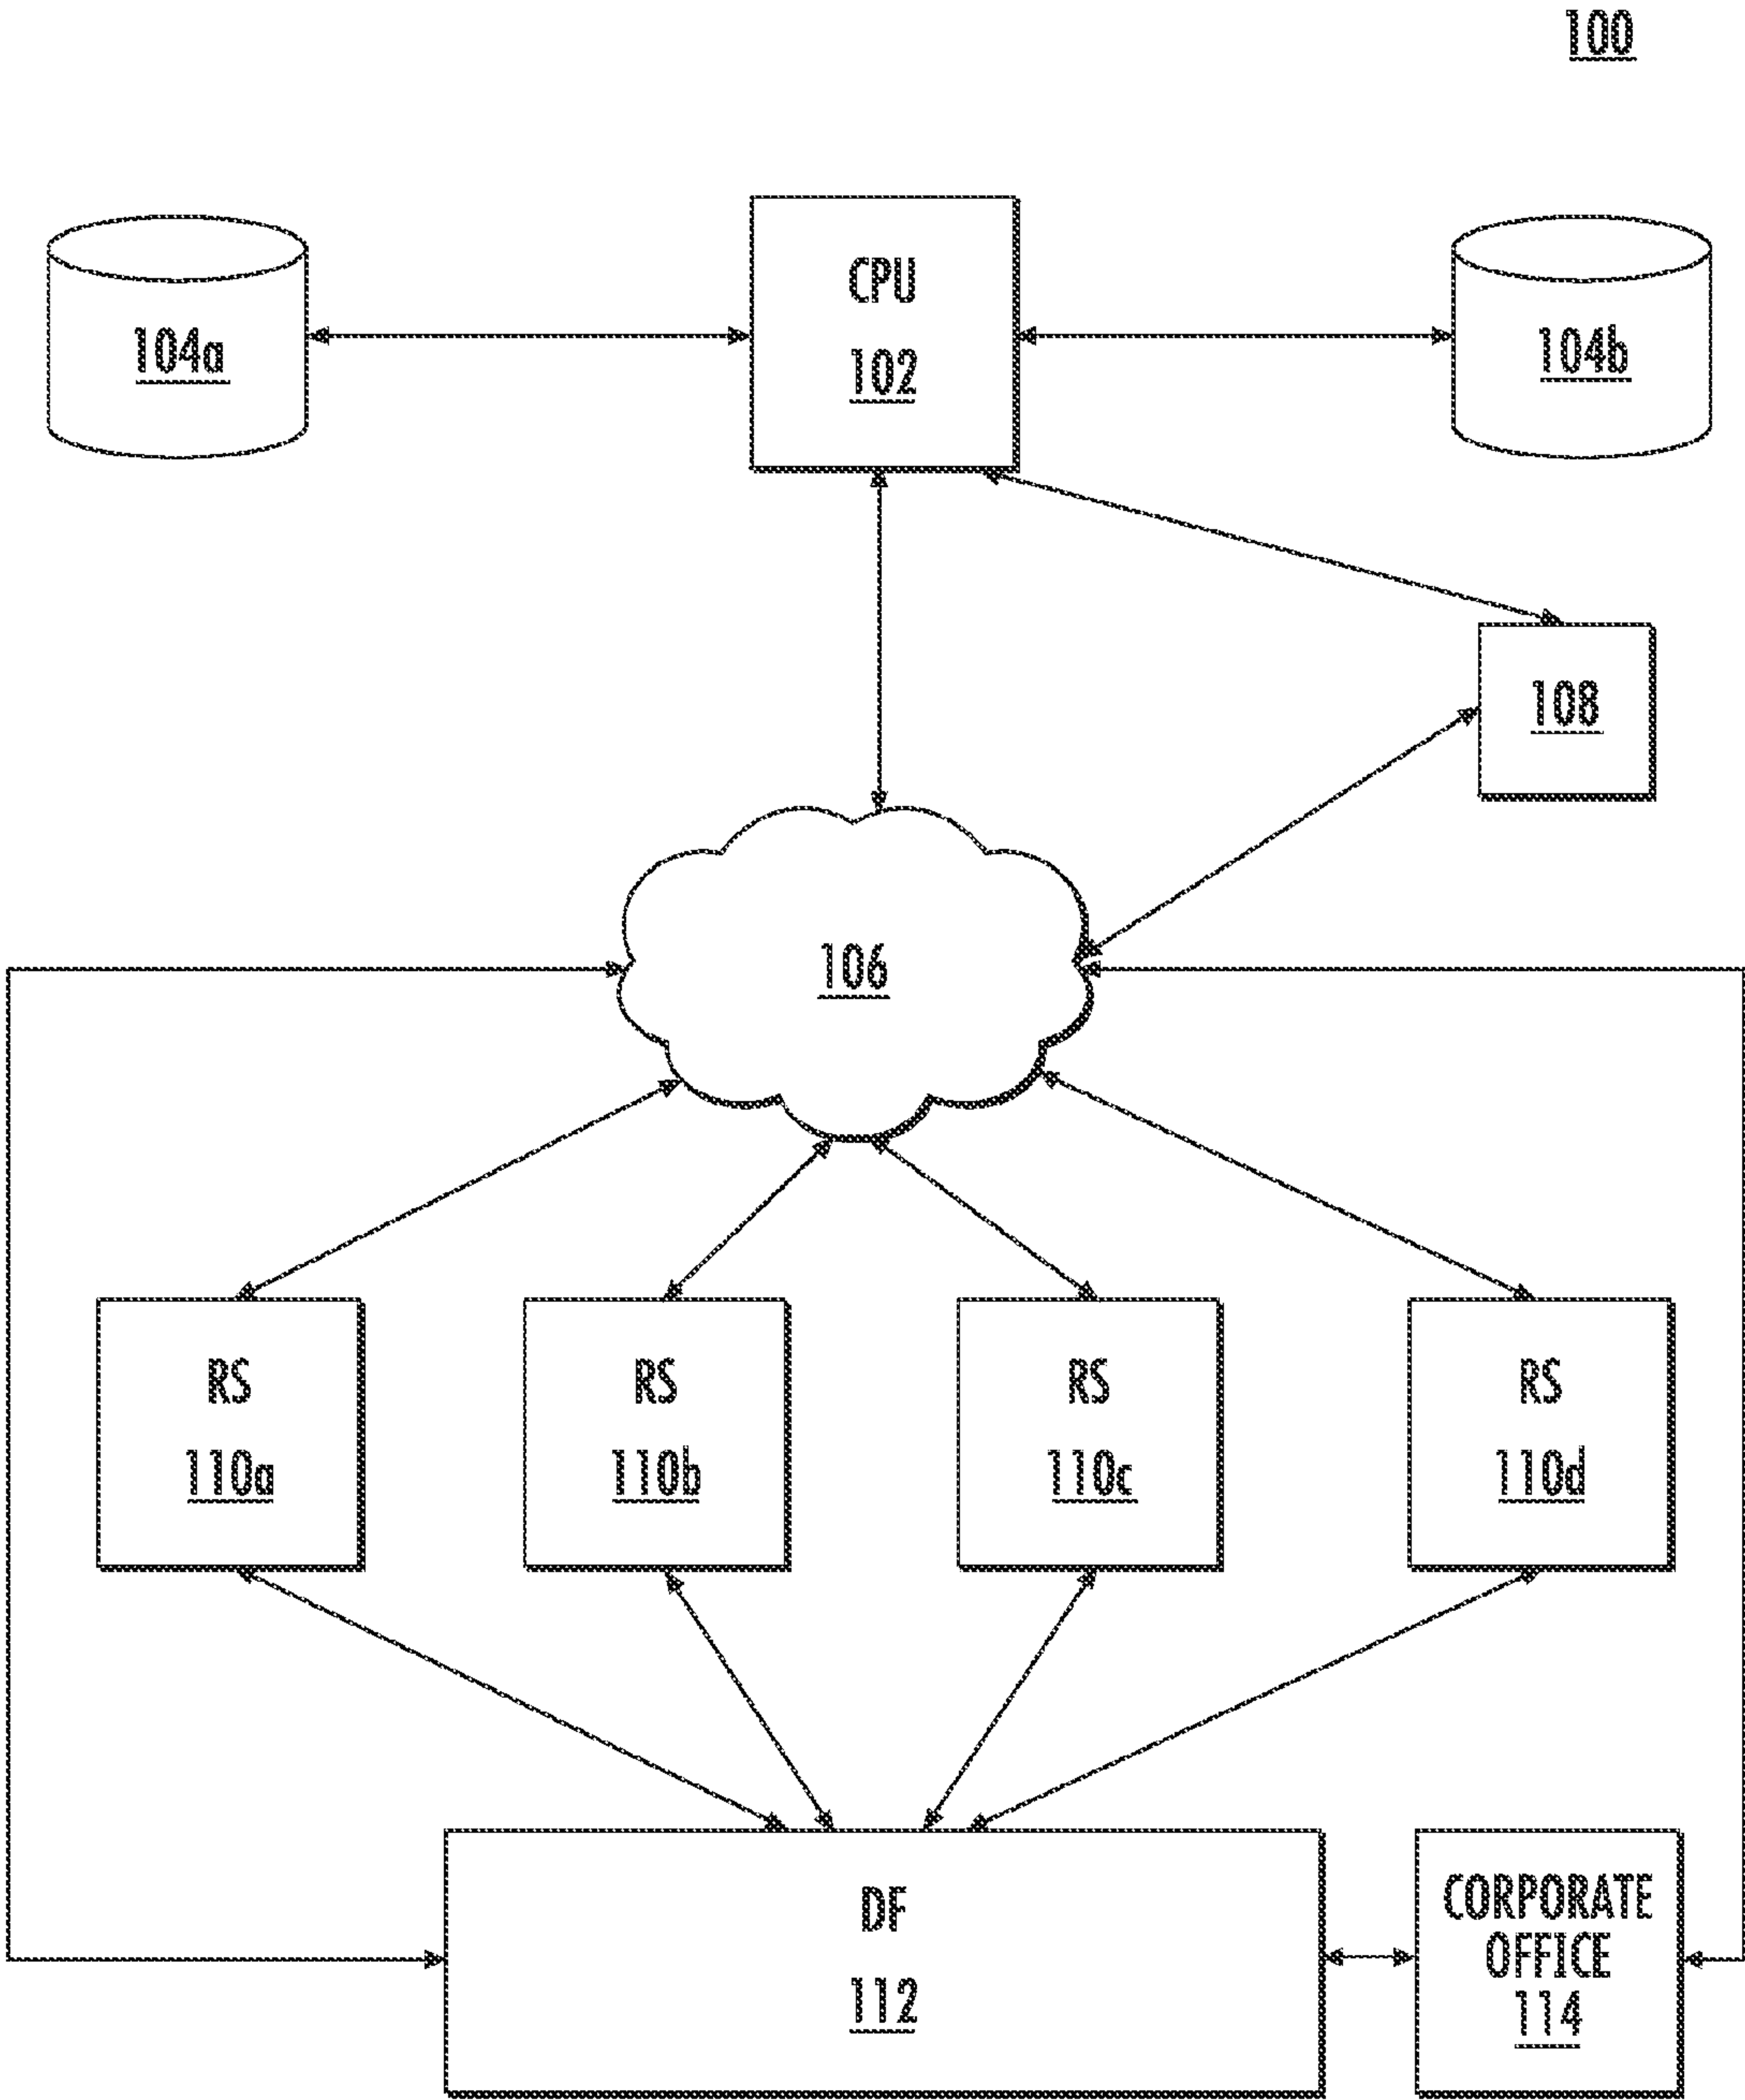 100
CPU
102
104a
104b
108
106
RS
110a
RS
110b
RS
110c
RS
110d
DF
112
CORPORATE
OFFICE
114